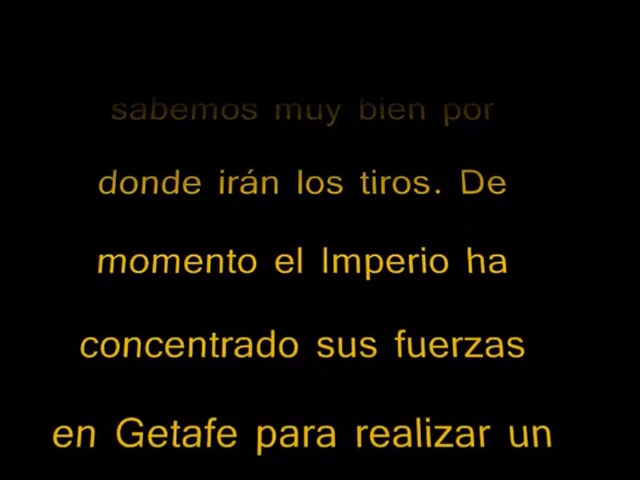 sabemos muy bien por
donde irán los tiros. De
momento el Imperio ha
concentrado sus fuerzas
en Getafe para realizar un